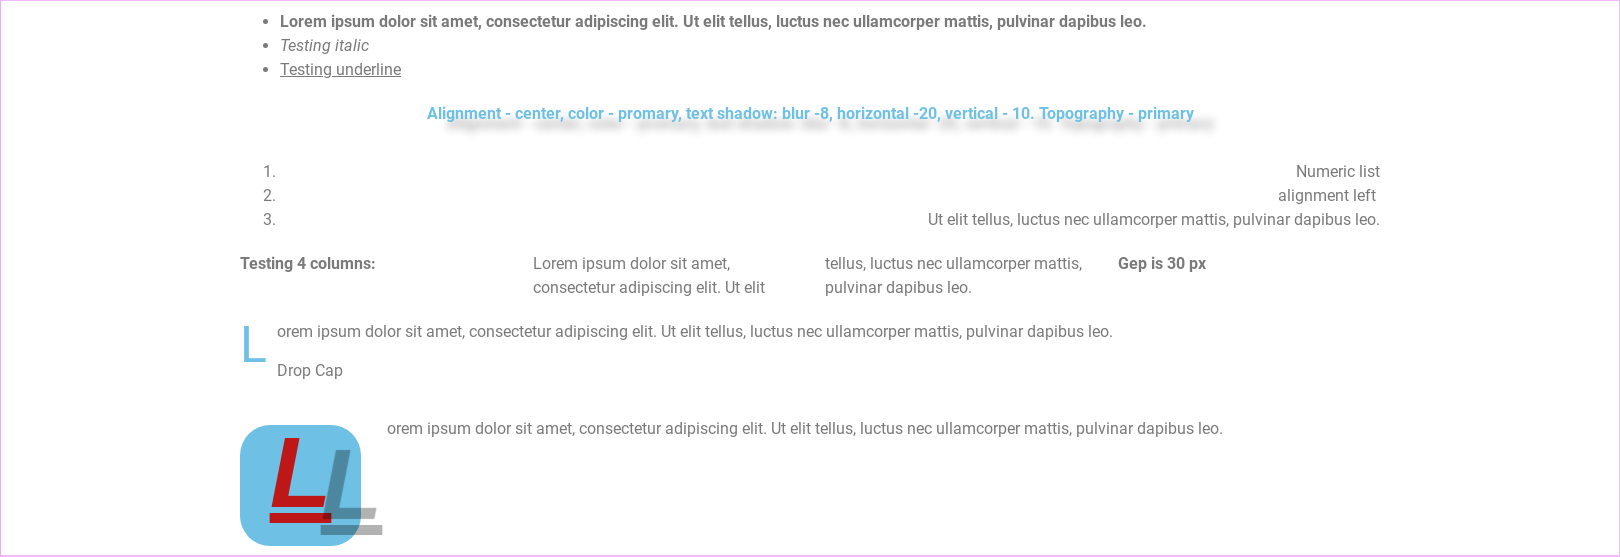 • Lorem ipsum dolor sit amet, consectetur adipiscing elit. Ut elit tellus, luctus nec ullamcorper mattis, pulvinar dapibus leo.
• Testing italic
• Testing underline
Alignment - center, color - promary, text shadow: blur -8, horizontal -20, vertical - 10. Topography - primary
1. Numeric list
2. alignment left
3. Ut elit tellus, luctus nec ullamcorper mattis, pulvinar dapibus leo.
Testing 4 columns:
Lorem ipsum dolor sit amet,
consectetur adipiscing elit. Ut elit
tellus, luctus nec ullamcorper mattis,
pulvinar dapibus leo.
Gep is 30 px
Lorem ipsum dolor sit amet, consectetur adipiscing elit. Ut elit tellus, luctus nec ullamcorper mattis, pulvinar dapibus leo.
Drop Cap
Lorem ipsum dolor sit amet, consectetur adipiscing elit. Ut elit tellus, luctus nec ullamcorper mattis, pulvinar dapibus leo.